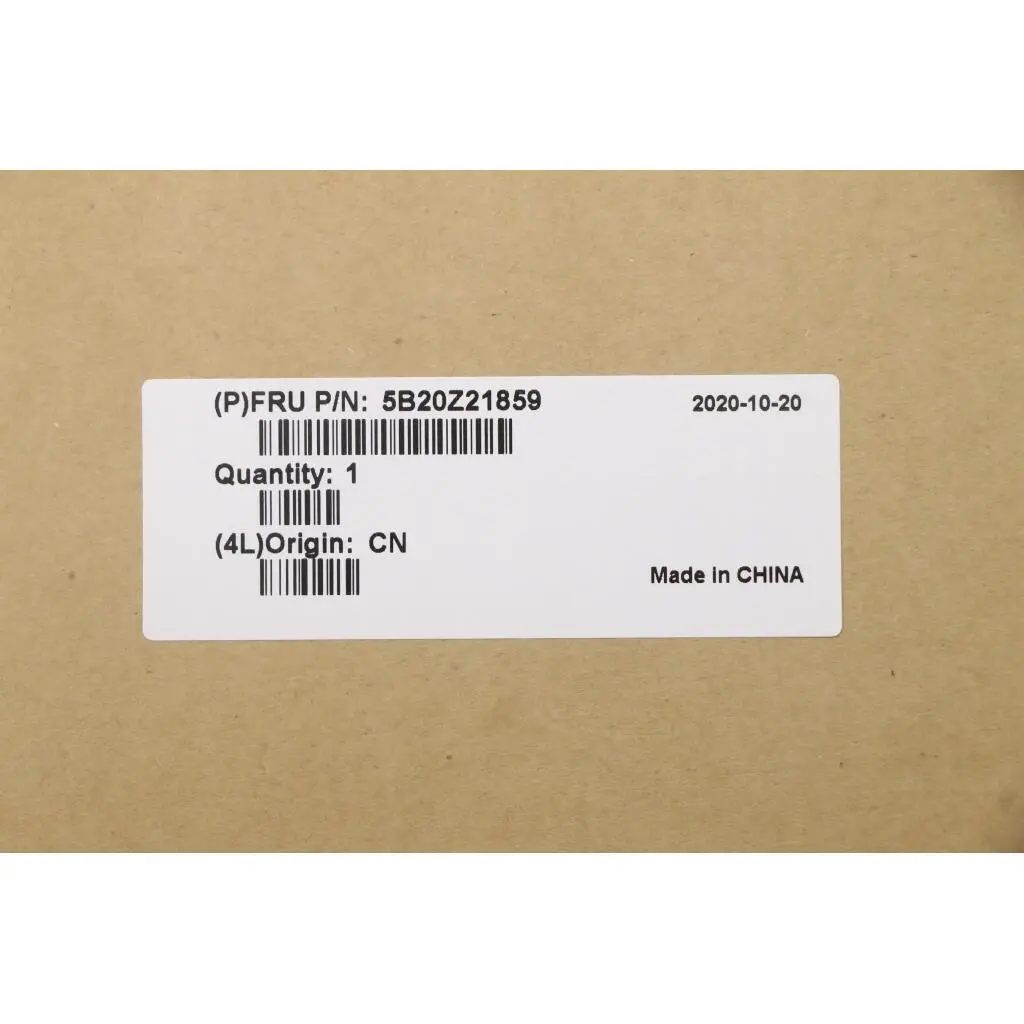 (P)FRU P/N: 5B20Z21859 2020-10-20
Quantity: 1
(4L)Origin: CN
Made in CHINA